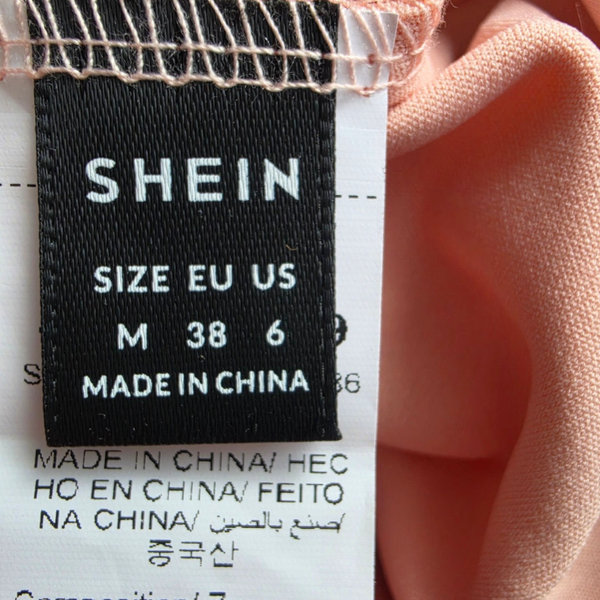 SHEIN
SIZE EU US
M 38 6
MADE IN CHINA
MADE IN CHINA/ HEC
HO EN CHINA/ FEITO
NA CHINA/ صنع بالصين/
중국산